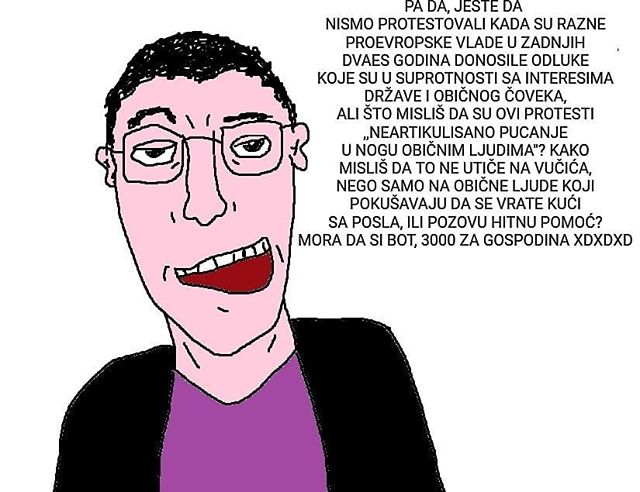 PA DA, JESTE DA
NISMO PROTESTOVALI KADA SU RAZNE
PROEVROPSKE VLADE U ZADNJIH
DVAES GODINA DONOSILE ODLUKE
KOJE SU U SUPROTNOSTI SA INTERESIMA
DRŽAVE I OBIČNOG ČOVEKA,
ALI ŠTO MISLIŠ DA SU OVI PROTESTI
„NEARTIKULISANO PUCANJE
U NOGU OBIČNIM LJUDIMA"? KAKO
MISLIŠ DA TO NE UTIČE NA VUČIĆA,
NEGO SAMO NA OBIČNE LJUDE KOJI
POKUŠAVAJU DA SE VRATE KUĆI
SA POSLA, ILI POZOVU HITNU POMOĆ?
MORA DA SI BOT, 3000 ZA GOSPODINA XDXDXD